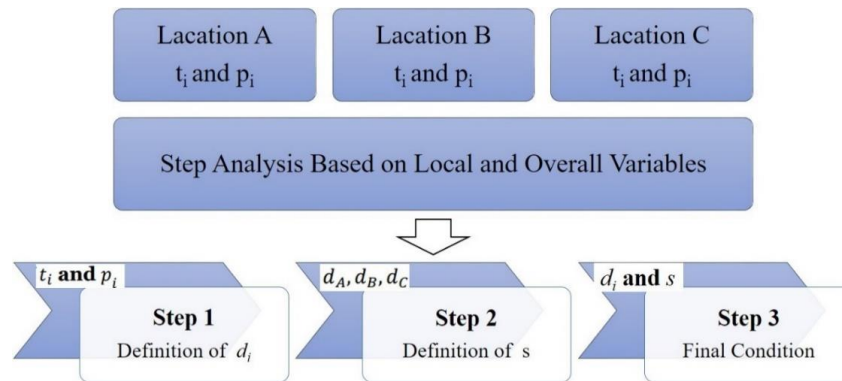 Lacation A
tᵢ and pᵢ
Lacation B
tᵢ and pᵢ
Lacation C
tᵢ and pᵢ
Step Analysis Based on Local and Overall Variables
tᵢ and pᵢ
Step 1
Definition of dᵢ
d_A, d_B, d_C
Step 2
Definition of s
dᵢ and s
Step 3
Final Condition